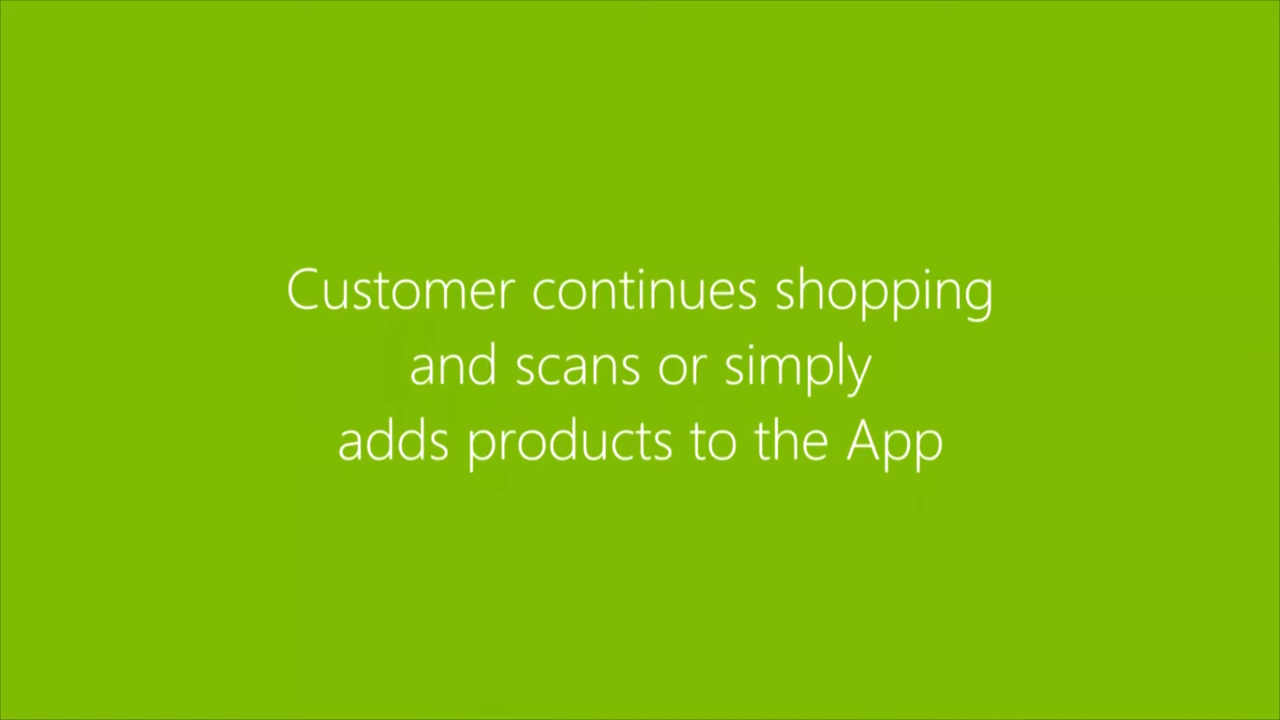 Customer continues shopping
and scans or simply
adds products to the App